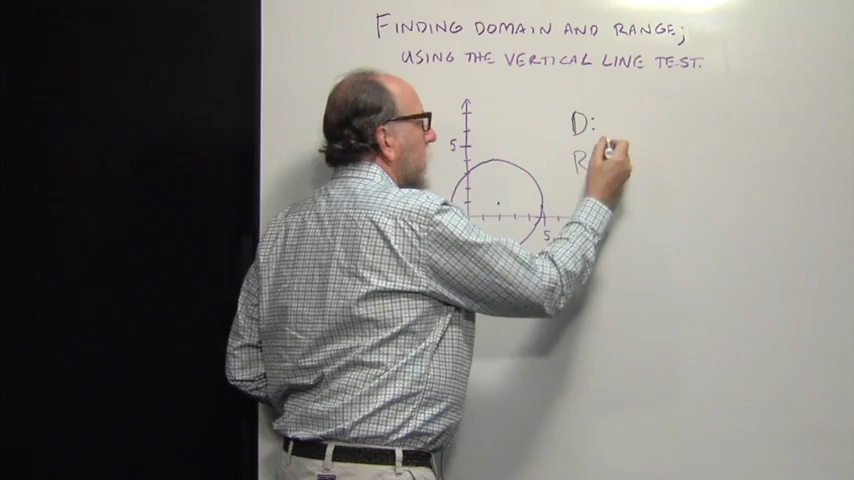 FINDING DOMAIN AND RANGE;
USING THE VERTICAL LINE TEST.
D:
5
R
5